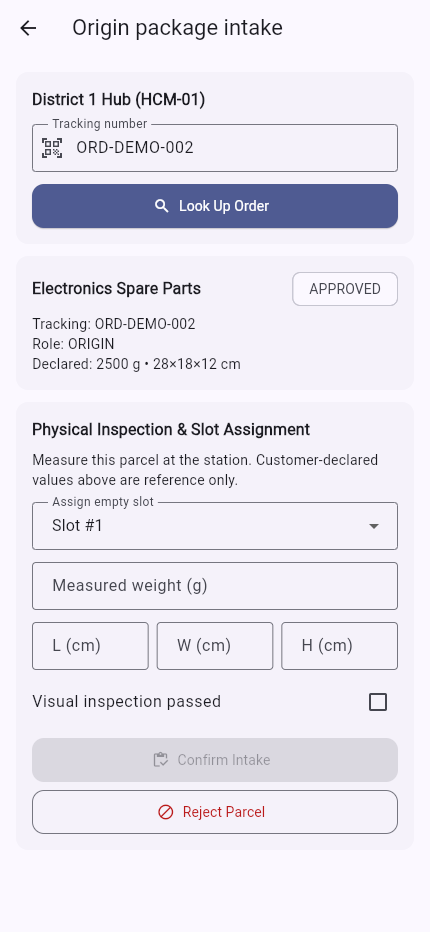 Origin package intake
District 1 Hub (HCM-01)
Tracking number
ORD-DEMO-002
Look Up Order
Electronics Spare Parts
APPROVED
Tracking: ORD-DEMO-002
Role: ORIGIN
Declared: 2500 g • 28×18×12 cm
Physical Inspection & Slot Assignment
Measure this parcel at the station. Customer-declared
values above are reference only.
Assign empty slot
Slot #1
Measured weight (g)
L (cm) W (cm) H (cm)
Visual inspection passed
Confirm Intake
Reject Parcel